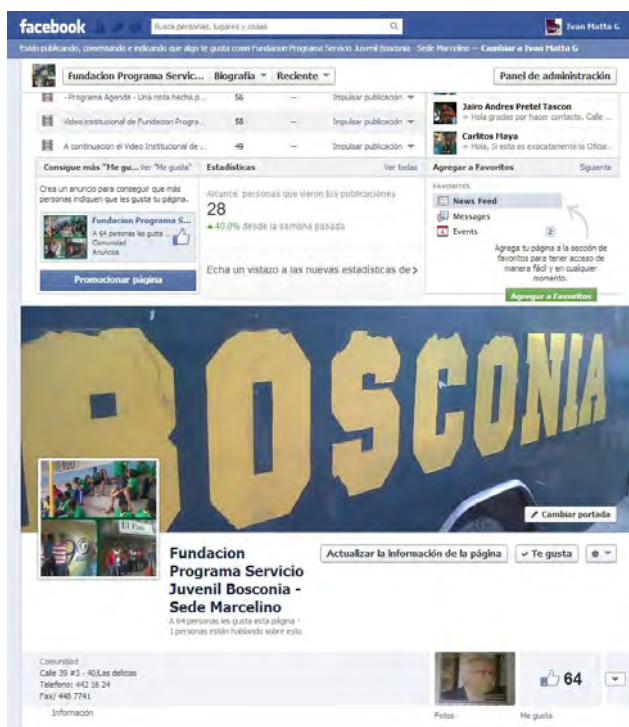 facebook
Busca personas, lugares y cosas
Ivan Matta G
Están publicando, comentando e indicando que algo te gusta como Fundacion Programa Servicio Juvenil Bosconia - Sede Marcelino — Cambiar a Ivan Matta G
Fundacion Programa Servic... Biografía Reciente Panel de administración
- Programa Agenda - Una nota hecha p... 56 -- Impulsar publicación
Video institucional de Fundacion Progra... 58 -- Impulsar publicación
A continuacion el Video Institucional de ... 49 -- Impulsar publicación
Jairo Andres Pretel Tascon
Hola gradas por hacer contacto. Calle ...
Carlitos Maya
Hola, Si esta es exacatamente la Ofida...
Consigue más "Me gu... Ver "Me gusta"
Estadísticas Ver todas
Agregar a Favoritos Siguiente
Crea un anuncio para conseguir que más
personas indiquen que les gusta tu página.
Fundacion Programa S...
A 64 personas les gusta ...
Comunidad
Anuncios
Promocionar página
Alcance: personas que vieron tus publicaciones
28
40.0% desde la semana pasada
Echa un vistazo a las nuevas estadísticas de >
FAVORITES
News Feed
Messages
Events 2
Agrega tu página a la sección de
favoritos para tener acceso de
manera fácil y en cualquier
momento.
Agregar a Favoritos
BOSCONIA
Cambiar portada
El Pas
Fundacion
Programa Servicio
Juvenil Bosconia -
Sede Marcelino
A 64 personas les gusta esta página ·
1 personas están hablando sobre esto
Actualizar la información de la página
Te gusta
Comunidad
Calle 39 #3 - 40,Las delicias
Telefono: 442 16 24
Fax/ 448 7741
Información
64
Fotos
Me gusta